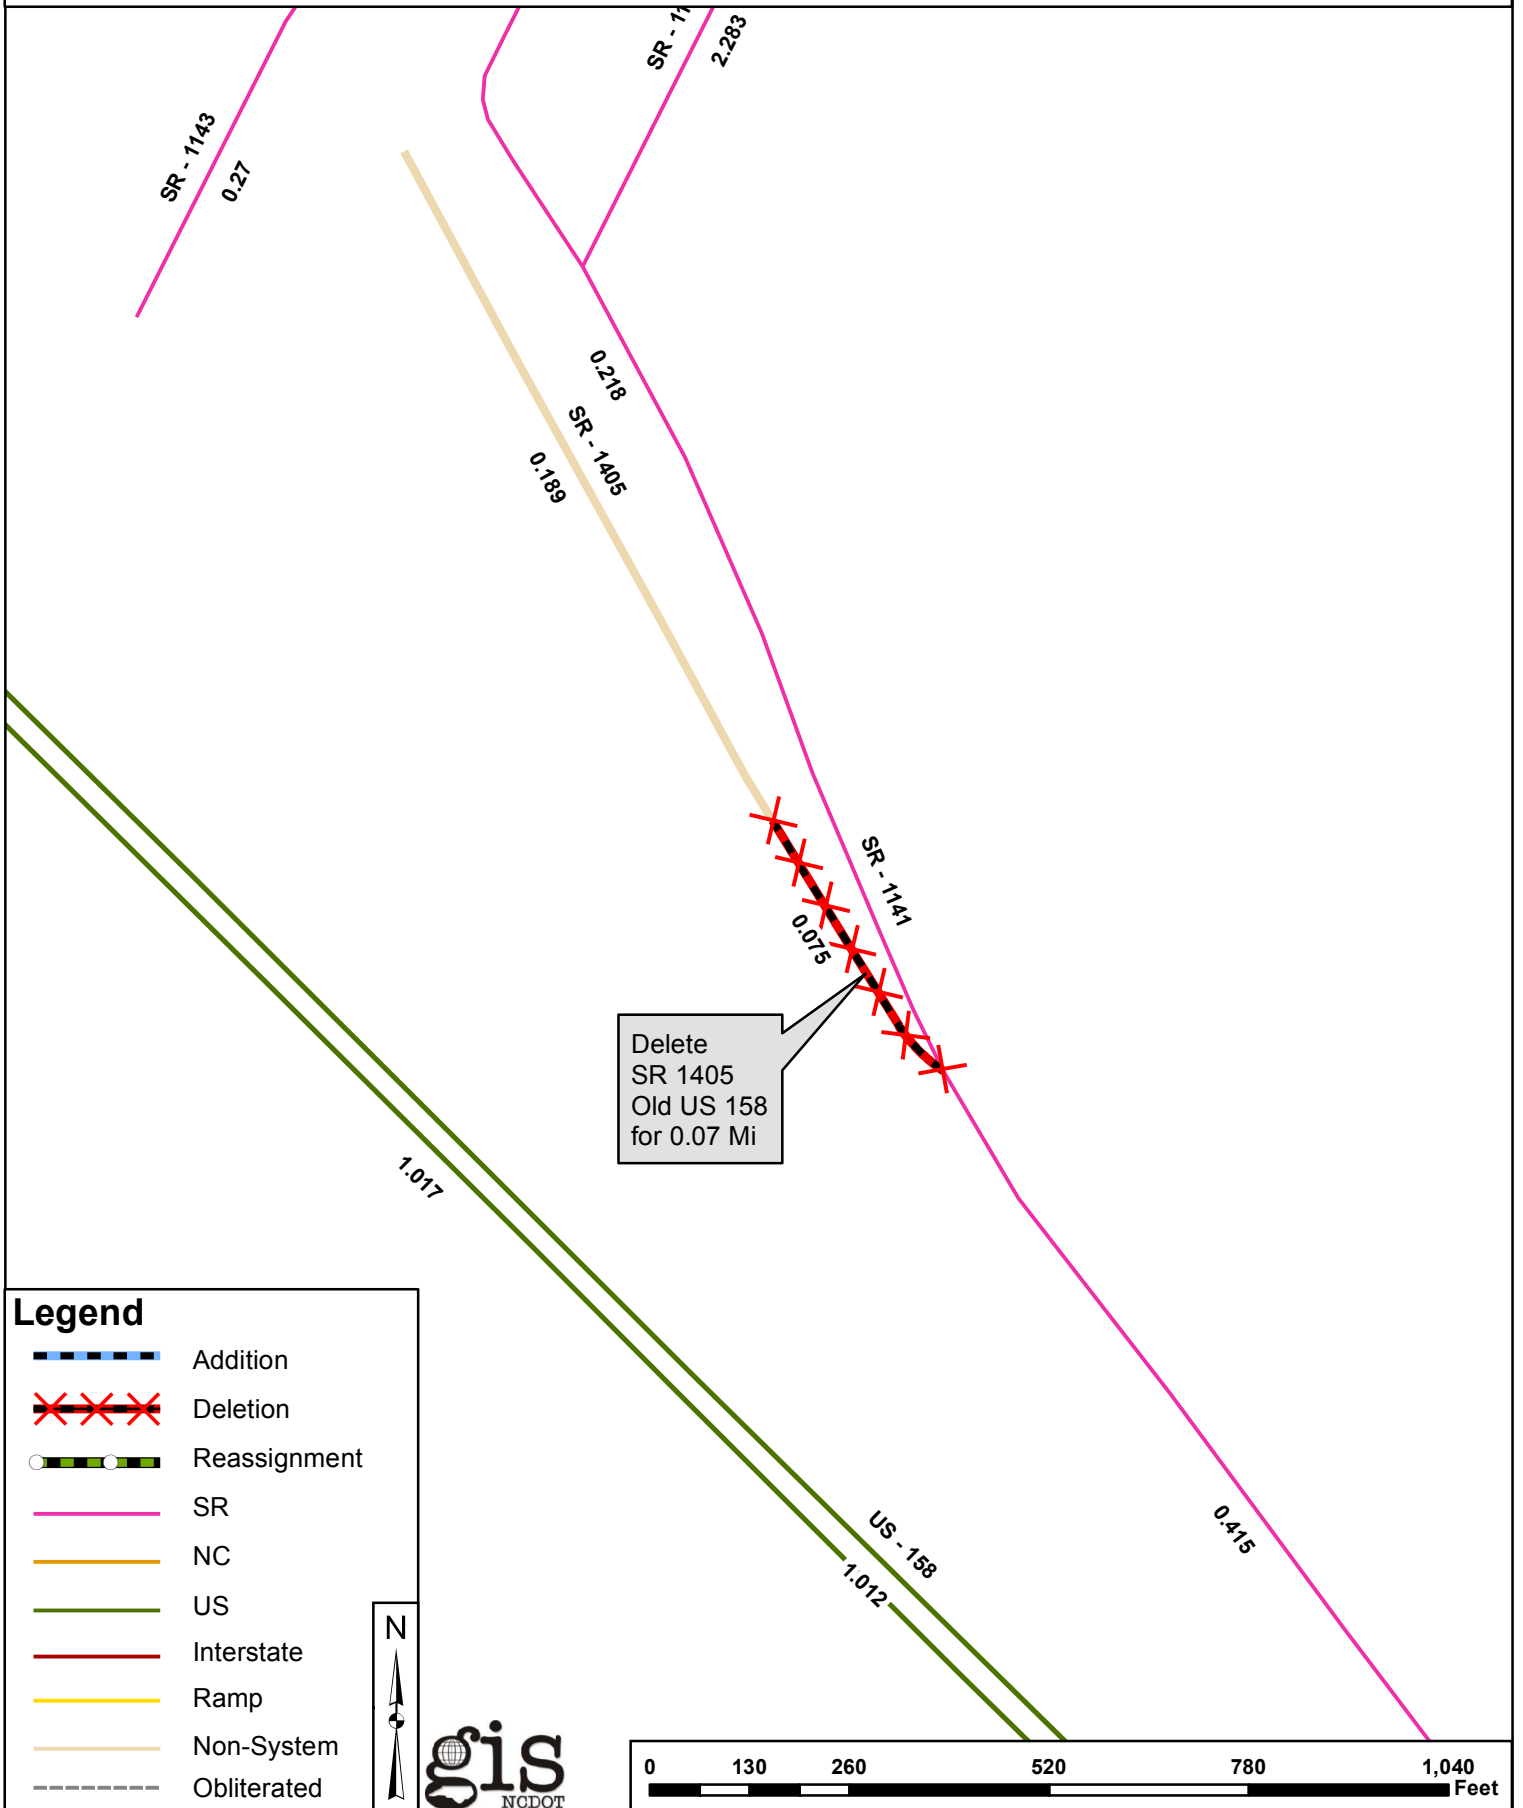 SR - 11
2.283
SR - 1143
0.27
0.218
SR - 1405
0.189
SR - 1141
0.075
Delete
SR 1405
Old US 158
for 0.07 Mi
1.017
US - 158
1.012
0.415
Legend
Addition
Deletion
Reassignment
SR
NC
US
Interstate
Ramp
Non-System
Obliterated
N
gis
NCDOT
0 130 260 520 780 1,040
Feet